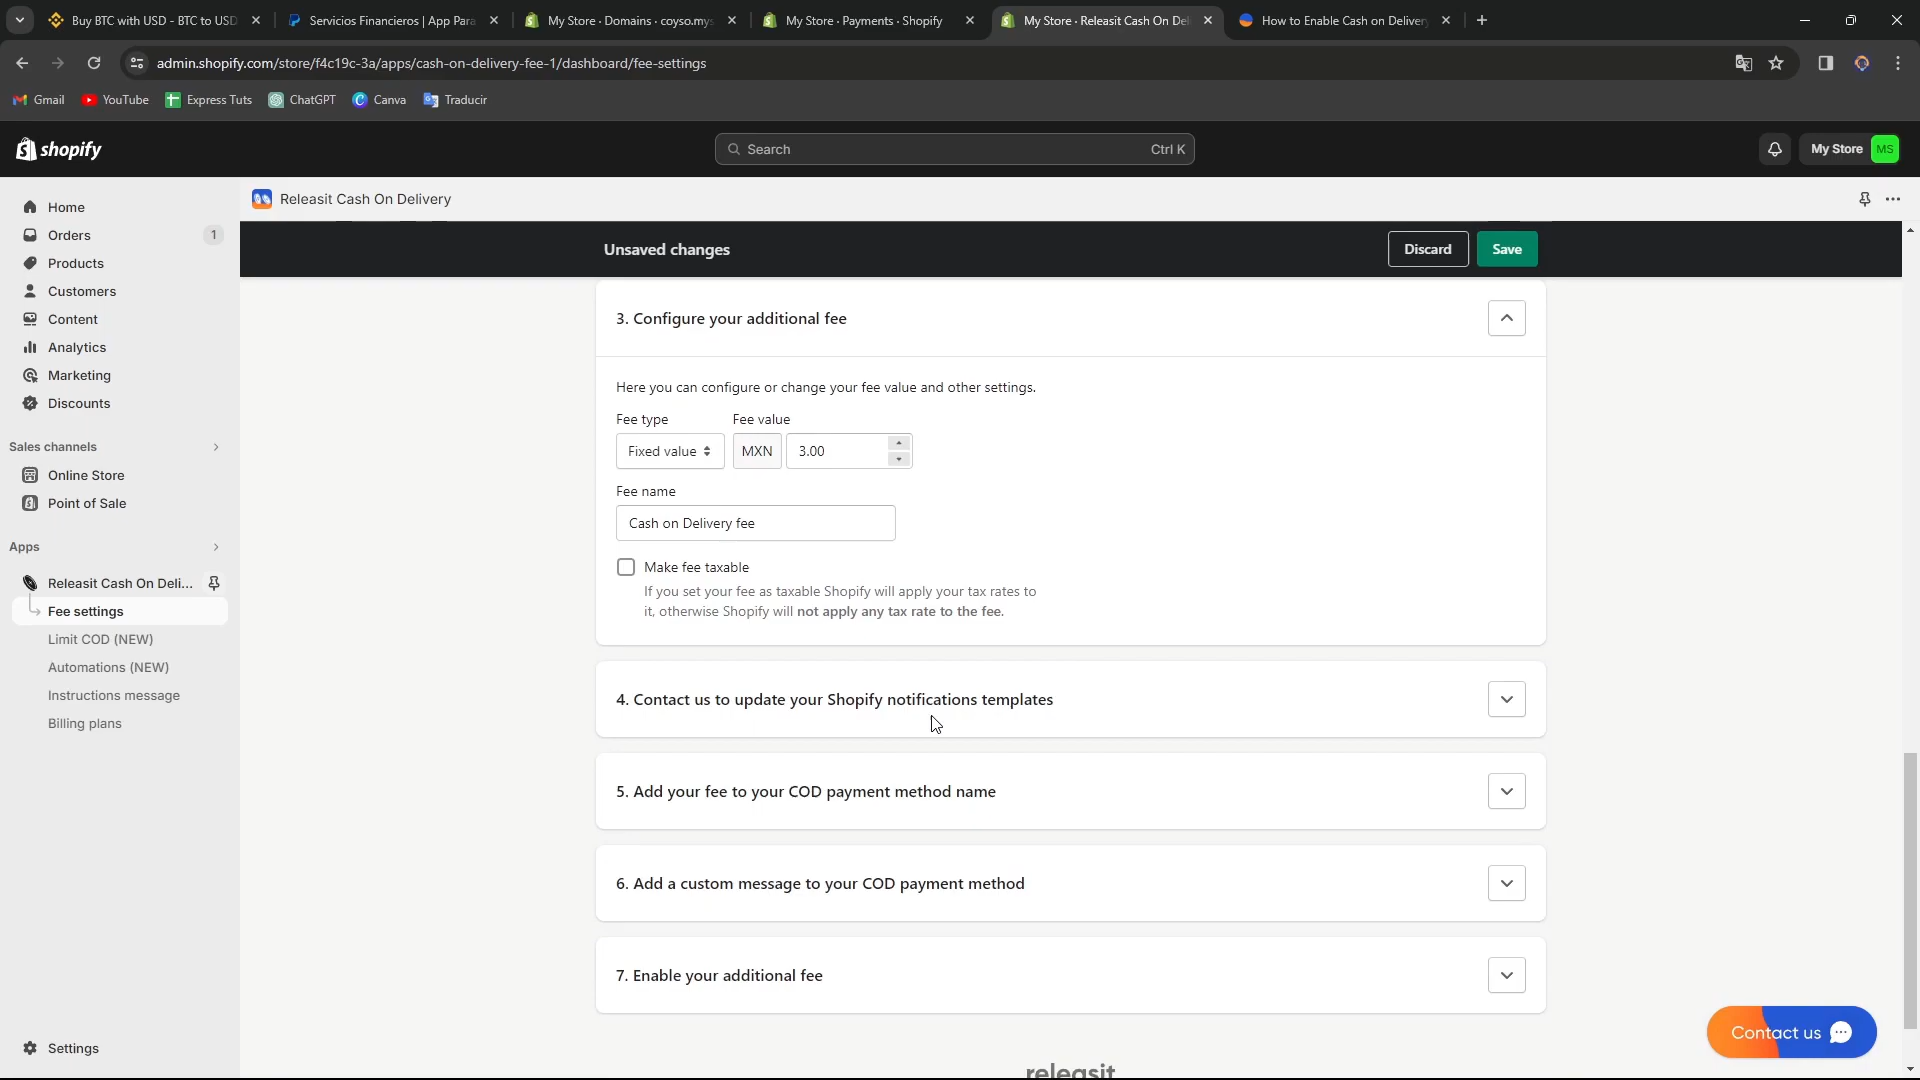 Buy BTC with USD - BTC to USD
Servicios Financieros | App Para
My Store · Domains · coyso.mys
My Store · Payments · Shopify
My Store · Releasit Cash On Del
How to Enable Cash on Delivery
admin.shopify.com/store/f4c19c-3a/apps/cash-on-delivery-fee-1/dashboard/fee-settings
Gmail
YouTube
Express Tuts
ChatGPT
Canva
Traducir
shopify
Search
Ctrl K
My Store
MS
Home
Orders
1
Products
Customers
Content
Analytics
Marketing
Discounts
Sales channels
Online Store
Point of Sale
Apps
Releasit Cash On Deli...
Fee settings
Limit COD (NEW)
Automations (NEW)
Instructions message
Billing plans
Settings
Releasit Cash On Delivery
Unsaved changes
Discard
Save
3. Configure your additional fee
Here you can configure or change your fee value and other settings.
Fee type
Fee value
Fixed value
MXN
3.00
Fee name
Cash on Delivery fee
Make fee taxable
If you set your fee as taxable Shopify will apply your tax rates to
it, otherwise Shopify will not apply any tax rate to the fee.
4. Contact us to update your Shopify notifications templates
5. Add your fee to your COD payment method name
6. Add a custom message to your COD payment method
7. Enable your additional fee
Contact us
releasit